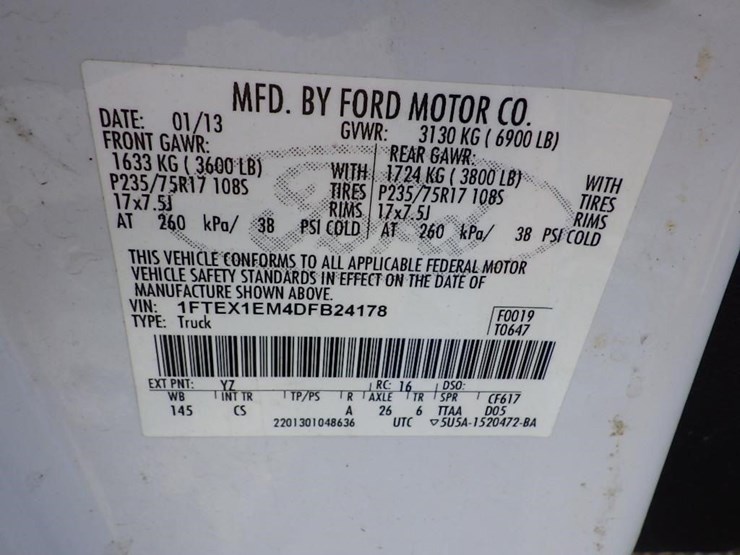 MFD. BY FORD MOTOR CO.
DATE: 01/13 GVWR: 3130 KG ( 6900 LB)
FRONT GAWR: REAR GAWR:
1633 KG ( 3600 LB) WITH 1724 KG ( 3800 LB) WITH
P235/75R17 108S TIRES P235/75R17 108S TIRES
17x7.5J RIMS 17x7.5J RIMS
AT 260 kPa/ 38 PSI COLD AT 260 kPa/ 38 PSI COLD
Ford
THIS VEHICLE CONFORMS TO ALL APPLICABLE FEDERAL MOTOR
VEHICLE SAFETY STANDARDS IN EFFECT ON THE DATE OF
MANUFACTURE SHOWN ABOVE.
VIN: 1FTEX1EM4DFB24178 F0019
TYPE: Truck T0647
EXT PNT: YZ RC: 16 DSO:
WB INT TR TP/PS R AXLE TR SPR CF617
145 CS A 26 6 TTAA D05
2201301048636 UTC ▽5U5A-1520472-BA